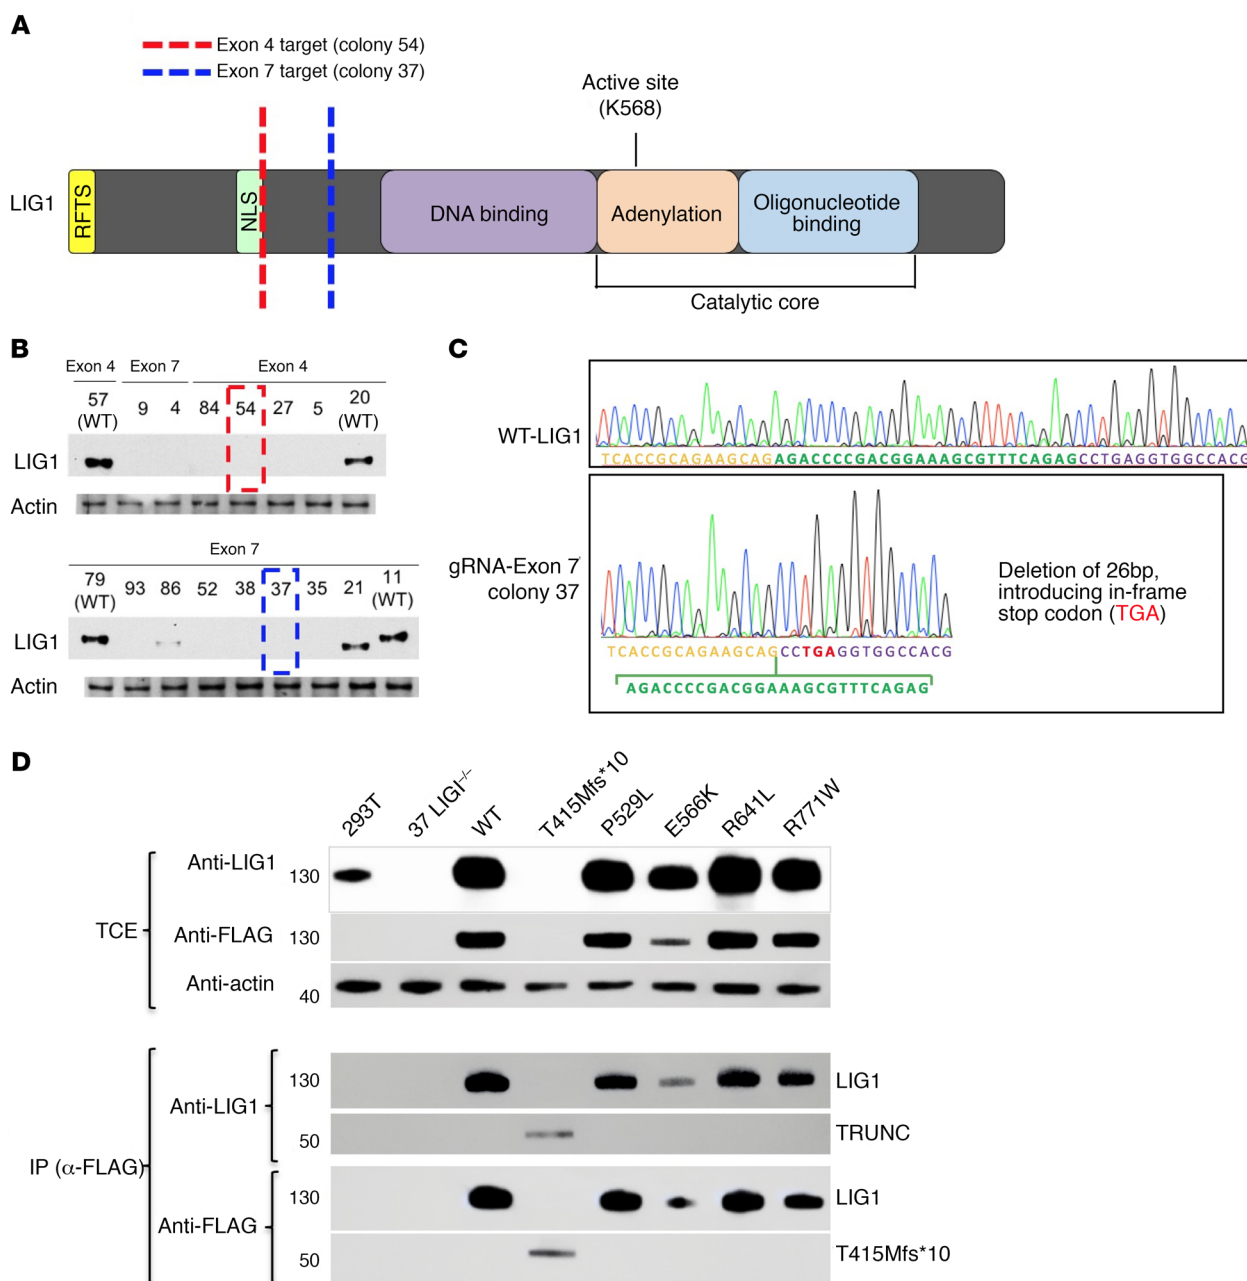 A
Exon 4 target (colony 54)
Exon 7 target (colony 37)
Active site
(K568)
LIG1
RFTS
NLS
DNA binding
Adenylation
Oligonucleotide
binding
Catalytic core
B
Exon 4 Exon 7 Exon 4
57 (WT) 9 4 84 54 27 5 20 (WT)
LIG1
Actin
Exon 7
79 (WT) 93 86 52 38 37 35 21 11 (WT)
LIG1
Actin
C
WT-LIG1
TCACCGCAGAAGCAGAGACCCCGACGGAAAGCGTTTCAGAGCCTGAGGTGGCCACG
gRNA-Exon 7
colony 37
TCACCGCAGAAGCAGCCTGAGGTGGCCACG
AGACCCCGACGGAAAGCGTTTCAGAG
Deletion of 26bp,
introducing in-frame
stop codon (TGA)
D
293T 37 LIGI-/- WT T415Mfs*10 P529L E566K R641L R771W
TCE
Anti-LIG1 130
Anti-FLAG 130
Anti-actin 40
IP (α-FLAG)
Anti-LIG1
130 LIG1
50 TRUNC
Anti-FLAG
130 LIG1
50 T415Mfs*10